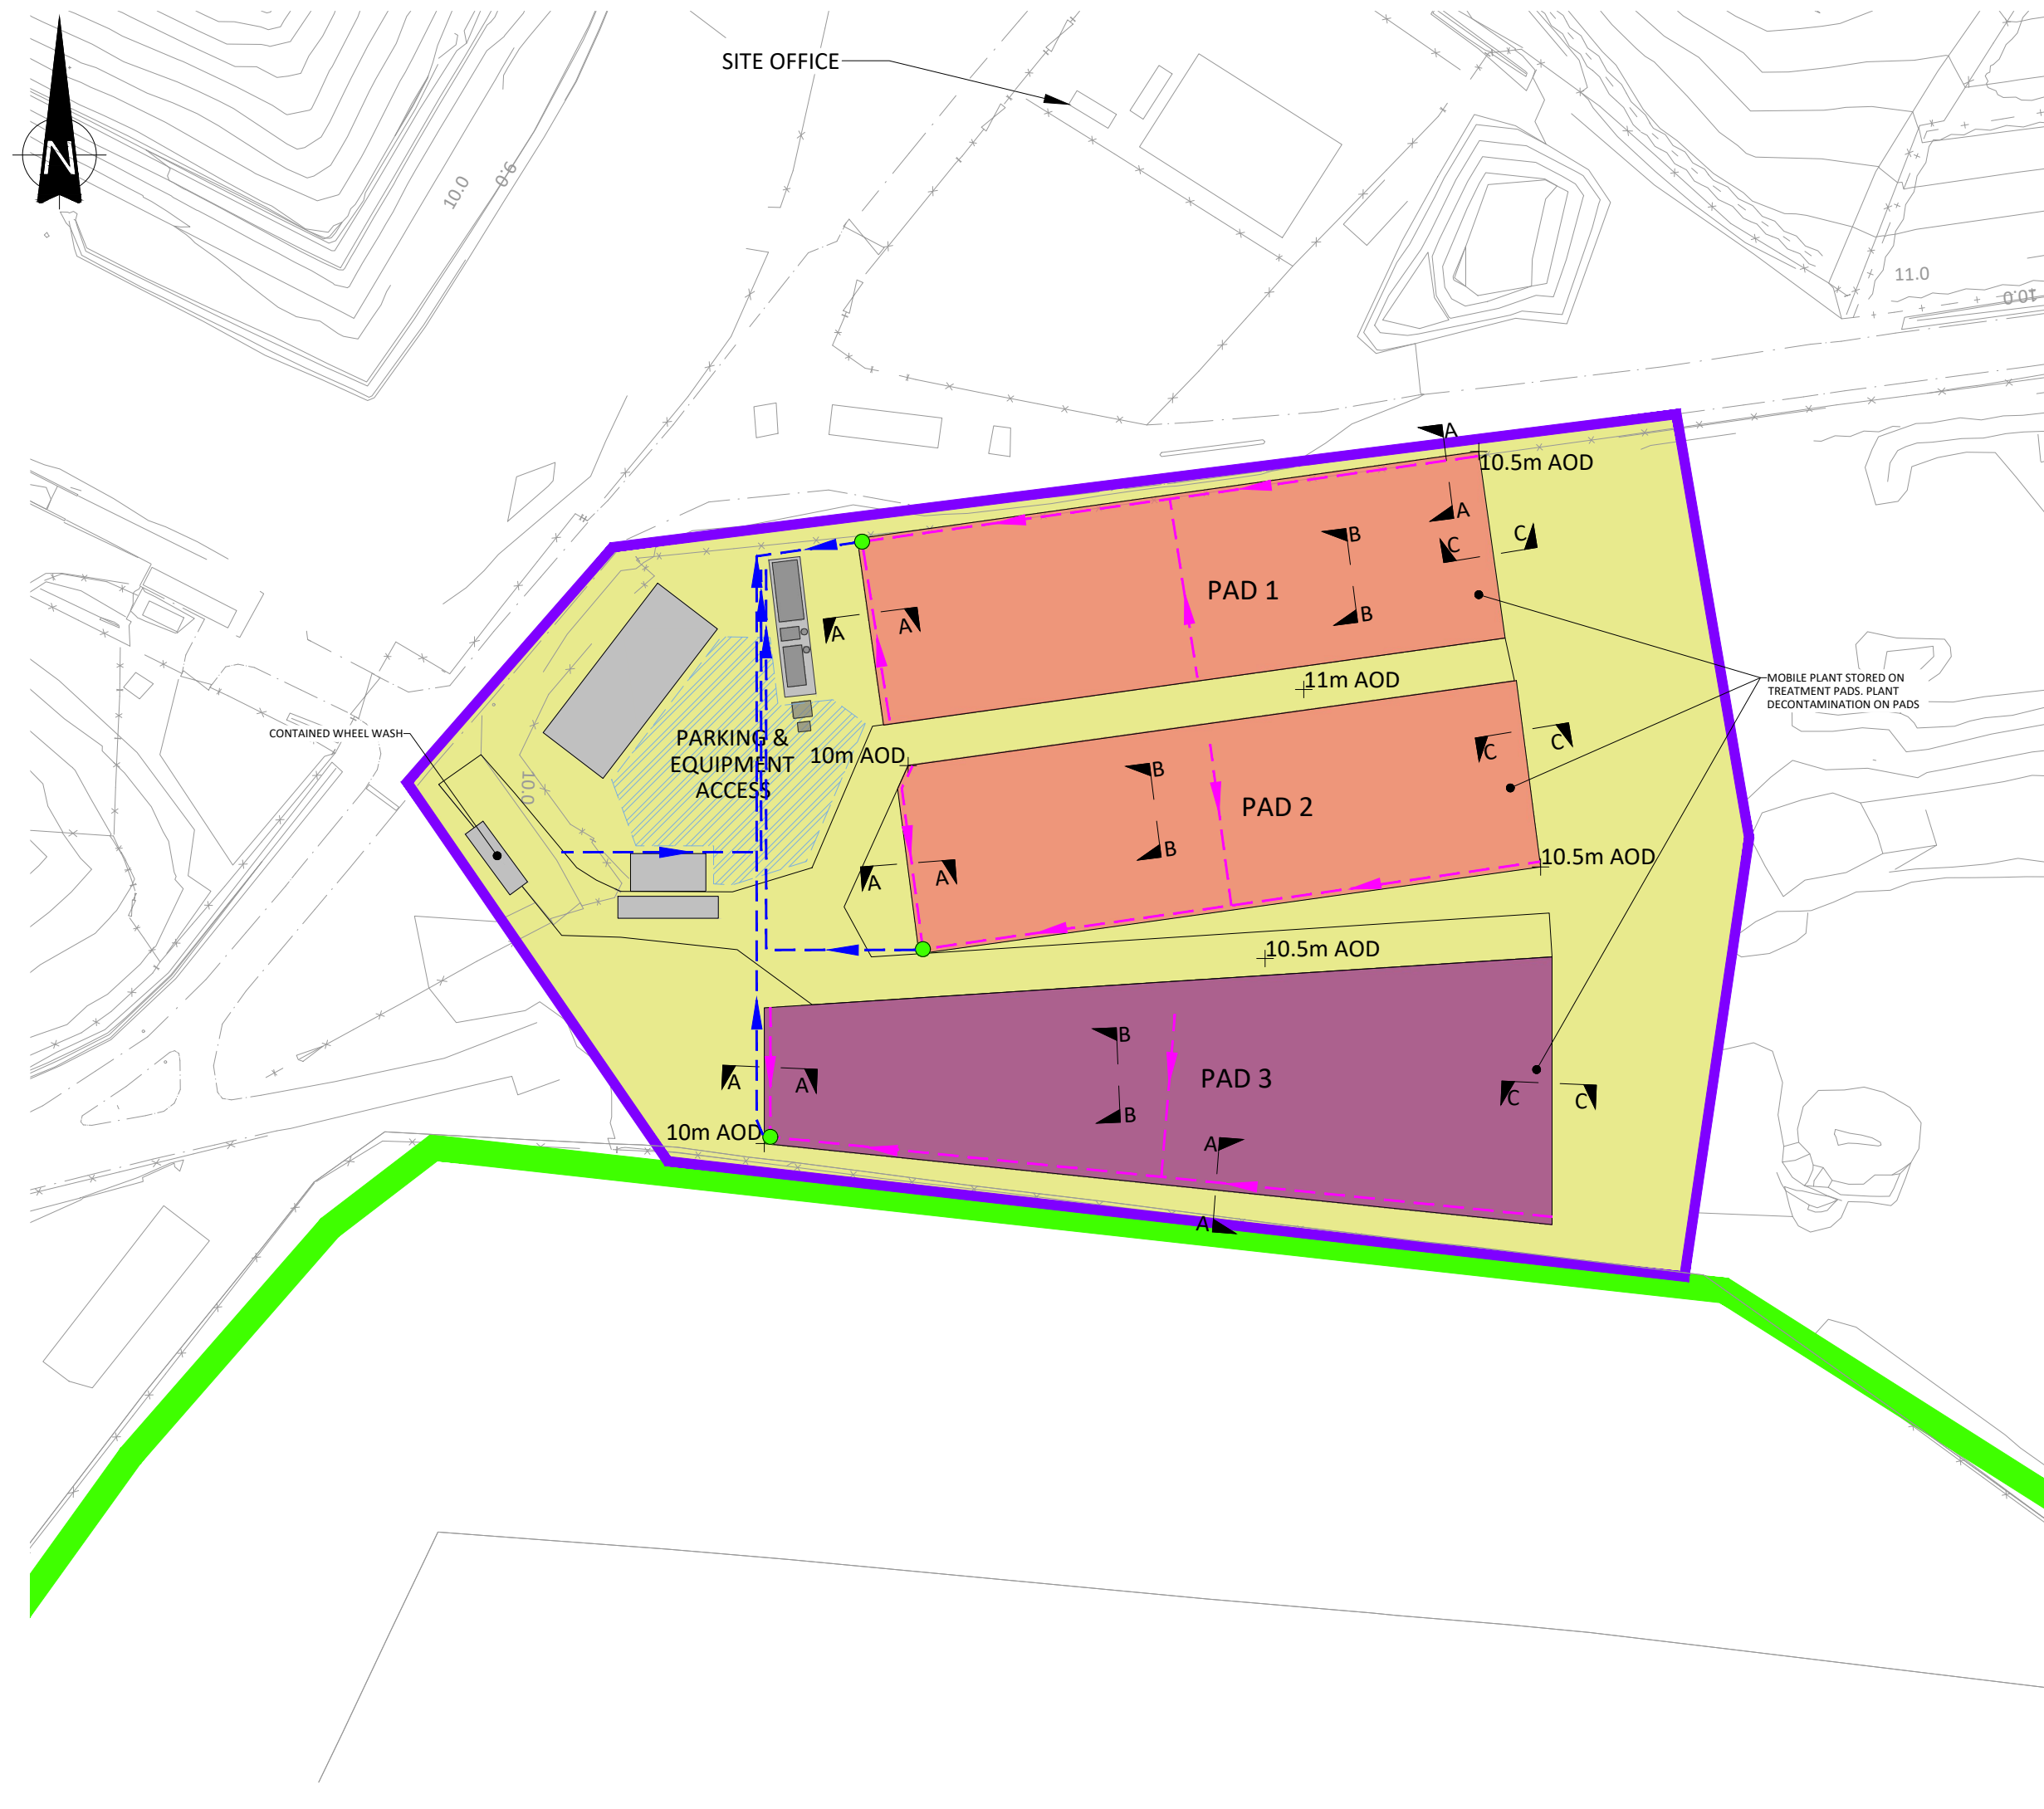 SITE OFFICE
N
10.0
9.0
11.0
10.0
A
10.5m AOD
A
B
C
C
PAD 1
B
A
A
11m AOD
MOBILE PLANT STORED ON
TREATMENT PADS. PLANT
DECONTAMINATION ON PADS
CONTAINED WHEEL WASH
PARKING &
EQUIPMENT
ACCESS
10m AOD
10.0
B
C
C
PAD 2
B
10.5m AOD
A
A
10.5m AOD
B
A
A
PAD 3
B
C
C
10m AOD
A
A